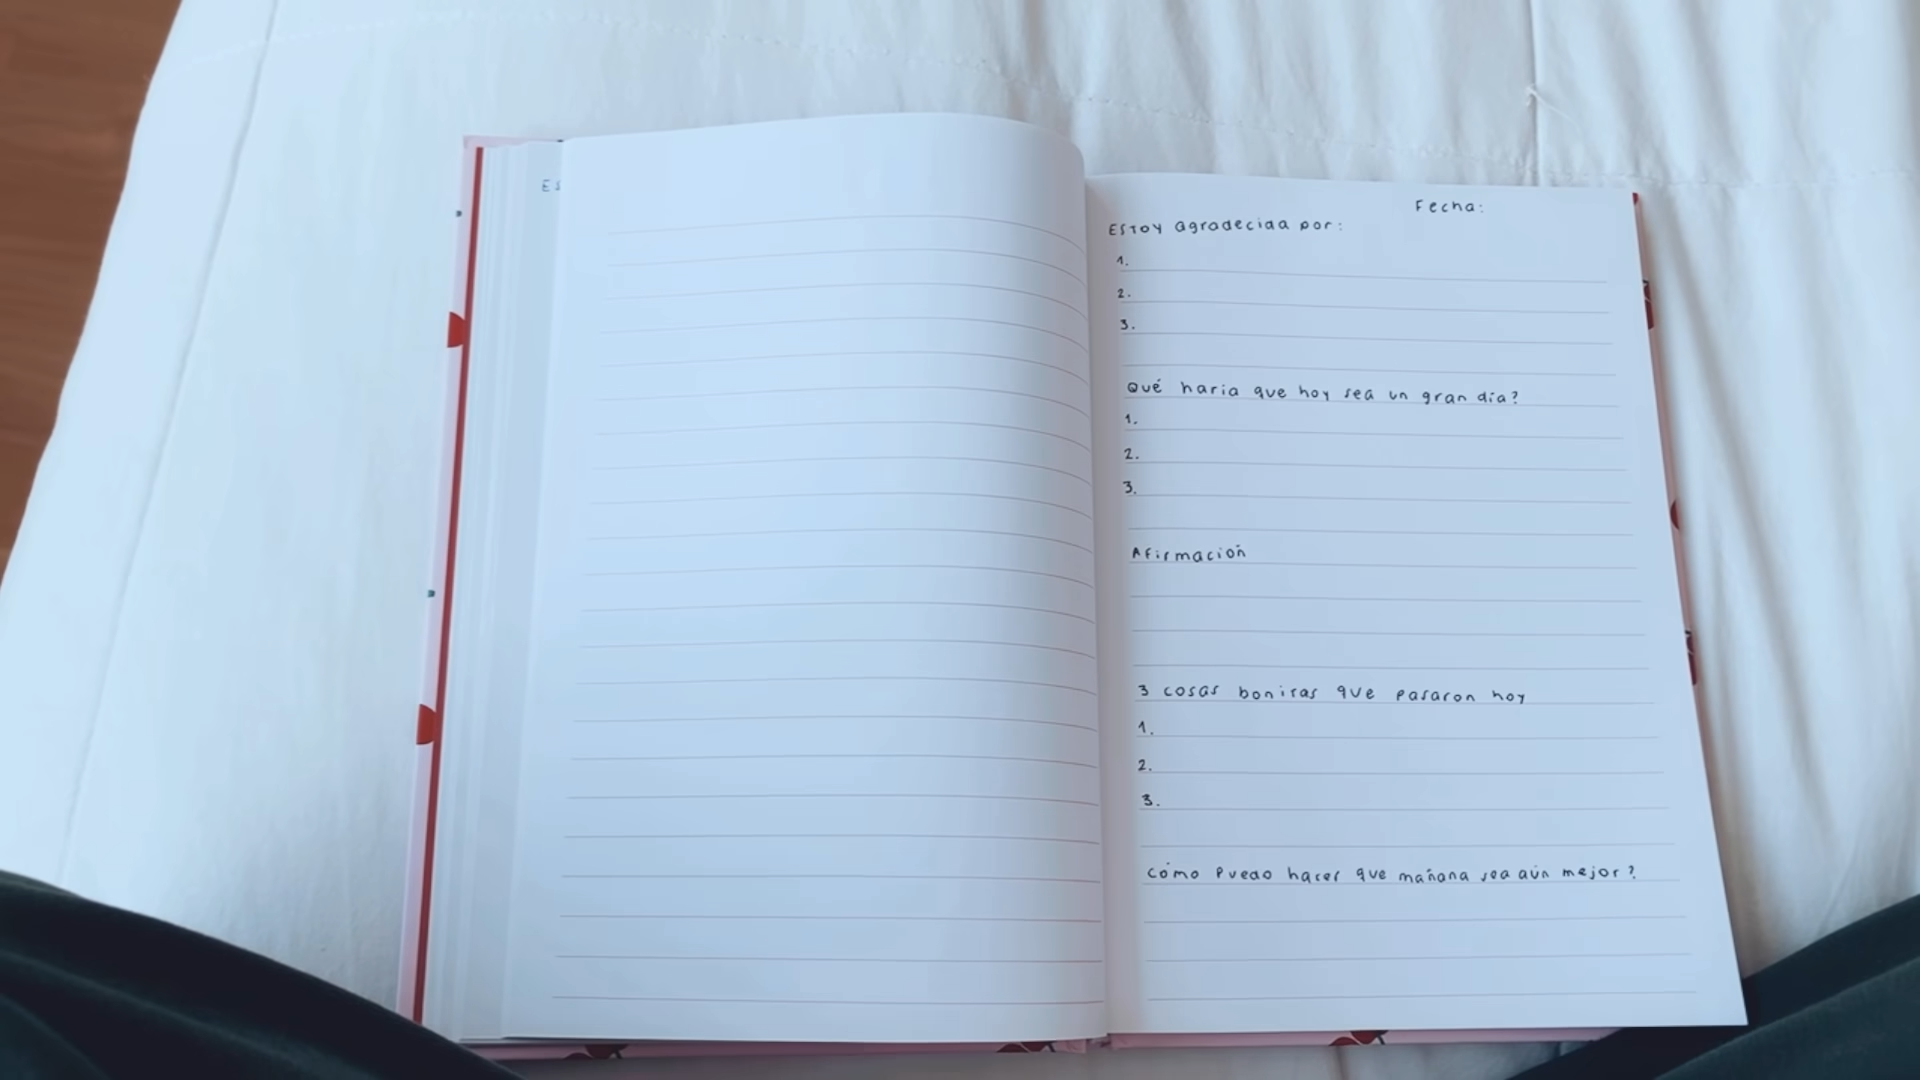 Es
Fecha:
Estoy agradecida por:
1.
2.
3.
Qué haria que hoy sea un gran día?
1.
2.
3.
Afirmación
3 cosas bonitas que pasaron hoy
1.
2.
3.
Cómo puedo hacer que mañana sea aún mejor?